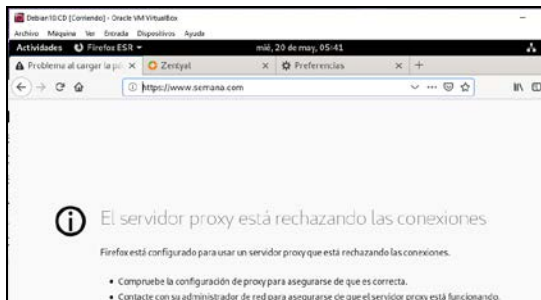 Debian10CD [Corriendo] - Oracle VM VirtualBox
Archivo Máquina Ver Entrada Dispositivos Ayuda
Actividades Firefox ESR mié, 20 de may, 05:41
Problema al cargar la pá Zentyal Preferencias
https://www.semana.com
El servidor proxy está rechazando las conexiones
Firefox está configurado para usar un servidor proxy que está rechazando las conexiones.
Compruebe la configuración de proxy para asegurarse de que es correcta.
Contacte con su administrador de red para asegurarse de que el servidor proxy está funcionando.